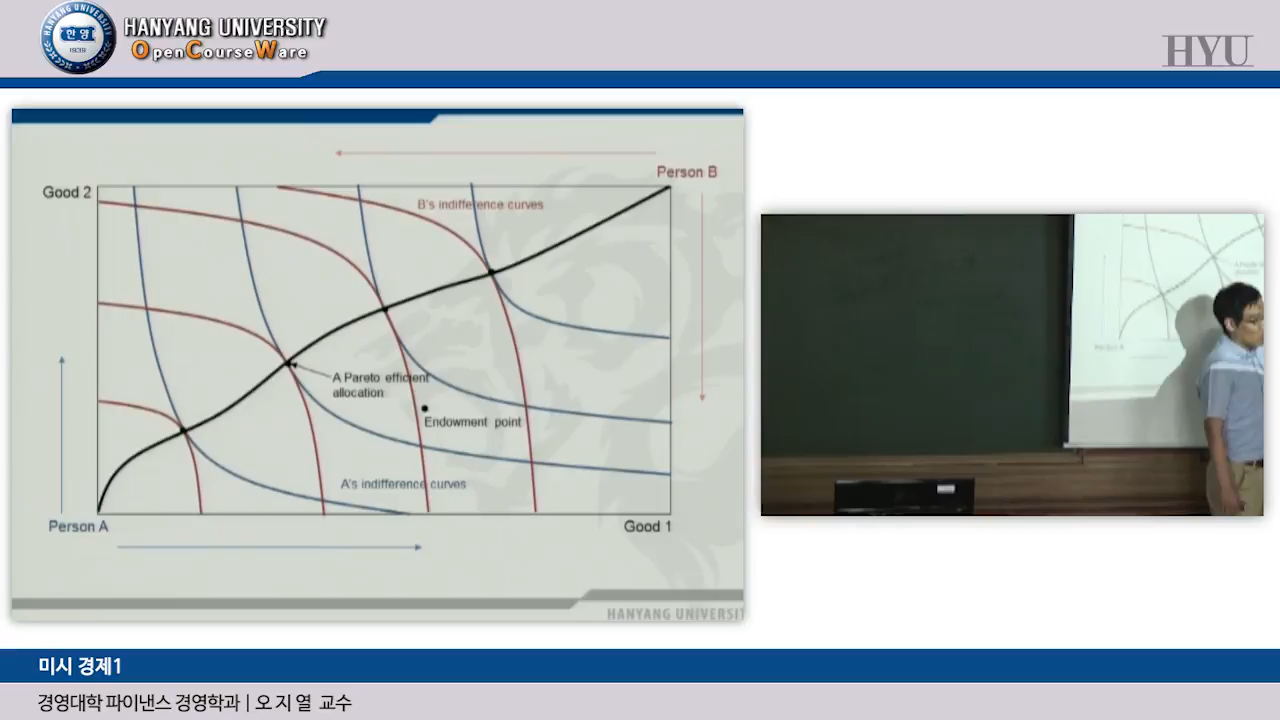 HANYANG UNIVERSITY
OpenCourseWare
HYU
한양
1939
Person B
Good 2
B's indifference curves
A Pareto efficient
allocation
Endowment point
A's indifference curves
Person A
Good 1
HANYANG UNIVERSIT
미시 경제1
경영대학 파이낸스 경영학과 | 오 지 열 교수